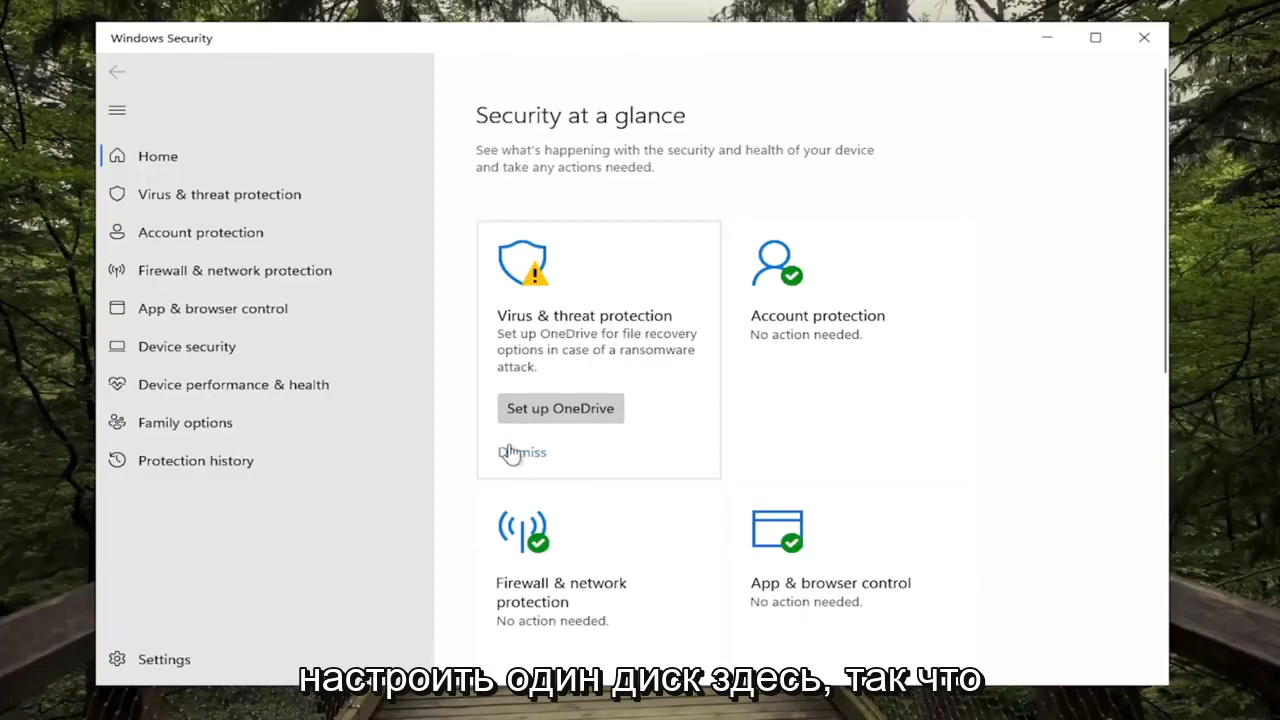 Windows Security
Home
Virus & threat protection
Account protection
Firewall & network protection
App & browser control
Device security
Device performance & health
Family options
Protection history
Settings
Security at a glance
See what's happening with the security and health of your device
and take any actions needed.
Virus & threat protection
Set up OneDrive for file recovery
options in case of a ransomware
attack.
Set up OneDrive
Dismiss
Account protection
No action needed.
Firewall & network
protection
No action needed.
App & browser control
No action needed.
настроить один диск здесь, так что